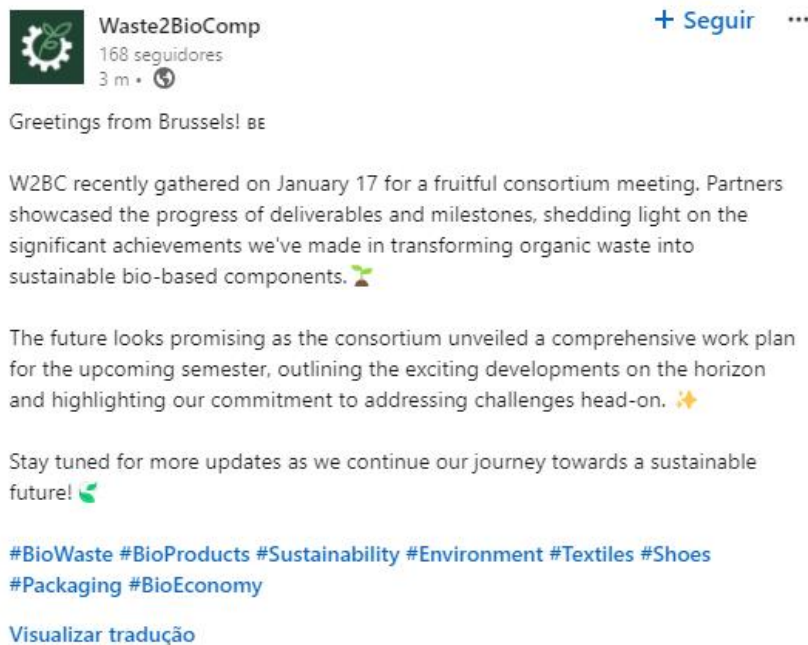 Waste2BioComp
+ Seguir
168 seguidores
3 m •
Greetings from Brussels! BE
W2BC recently gathered on January 17 for a fruitful consortium meeting. Partners
showcased the progress of deliverables and milestones, shedding light on the
significant achievements we've made in transforming organic waste into
sustainable bio-based components.🌱
The future looks promising as the consortium unveiled a comprehensive work plan
for the upcoming semester, outlining the exciting developments on the horizon
and highlighting our commitment to addressing challenges head-on. ✨
Stay tuned for more updates as we continue our journey towards a sustainable
future! 🌿
#BioWaste #BioProducts #Sustainability #Environment #Textiles #Shoes
#Packaging #BioEconomy
Visualizar tradução